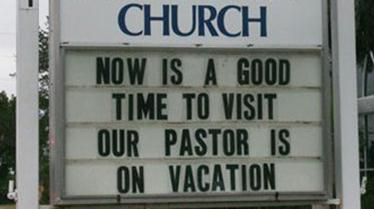 CHURCH
NOW IS A GOOD
TIME TO VISIT
OUR PASTOR IS
ON VACATION